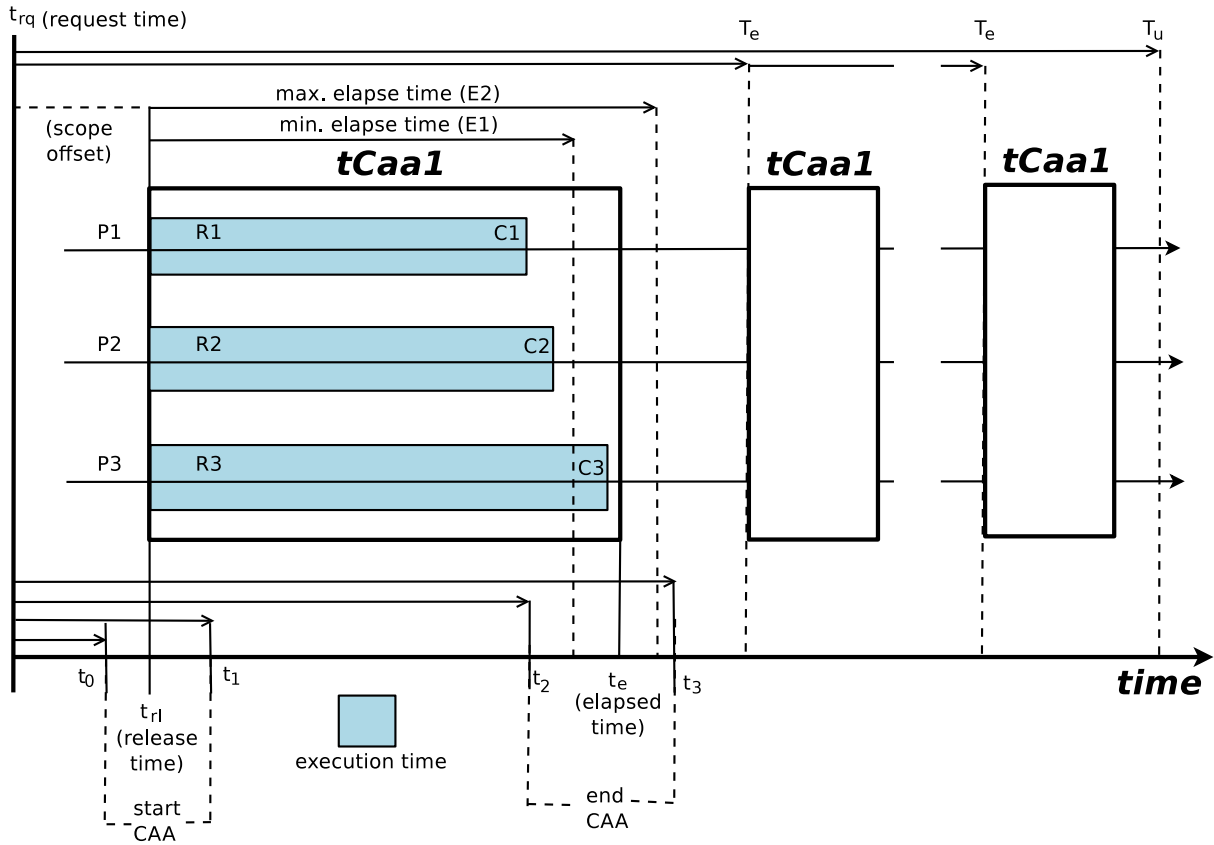 t_rq (request time)
T_e
T_e
T_u
max. elapse time (E2)
(scope
offset)
min. elapse time (E1)
tCaa1
tCaa1
tCaa1
P1
R1
C1
P2
R2
C2
P3
R3
C3
t_0
t_1
t_2
t_e
t_3
time
(elapsed
time)
t_rl
(release
time)
execution time
start
CAA
end
CAA